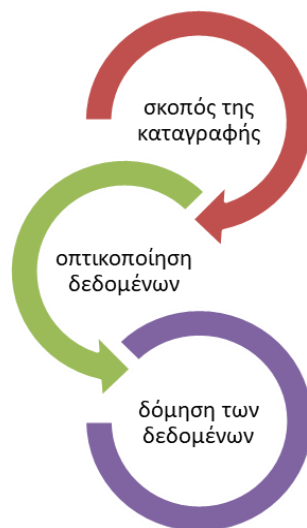 σκοπός της
καταγραφής
οπτικοποίηση
δεδομένων
δόμηση των
δεδομένων